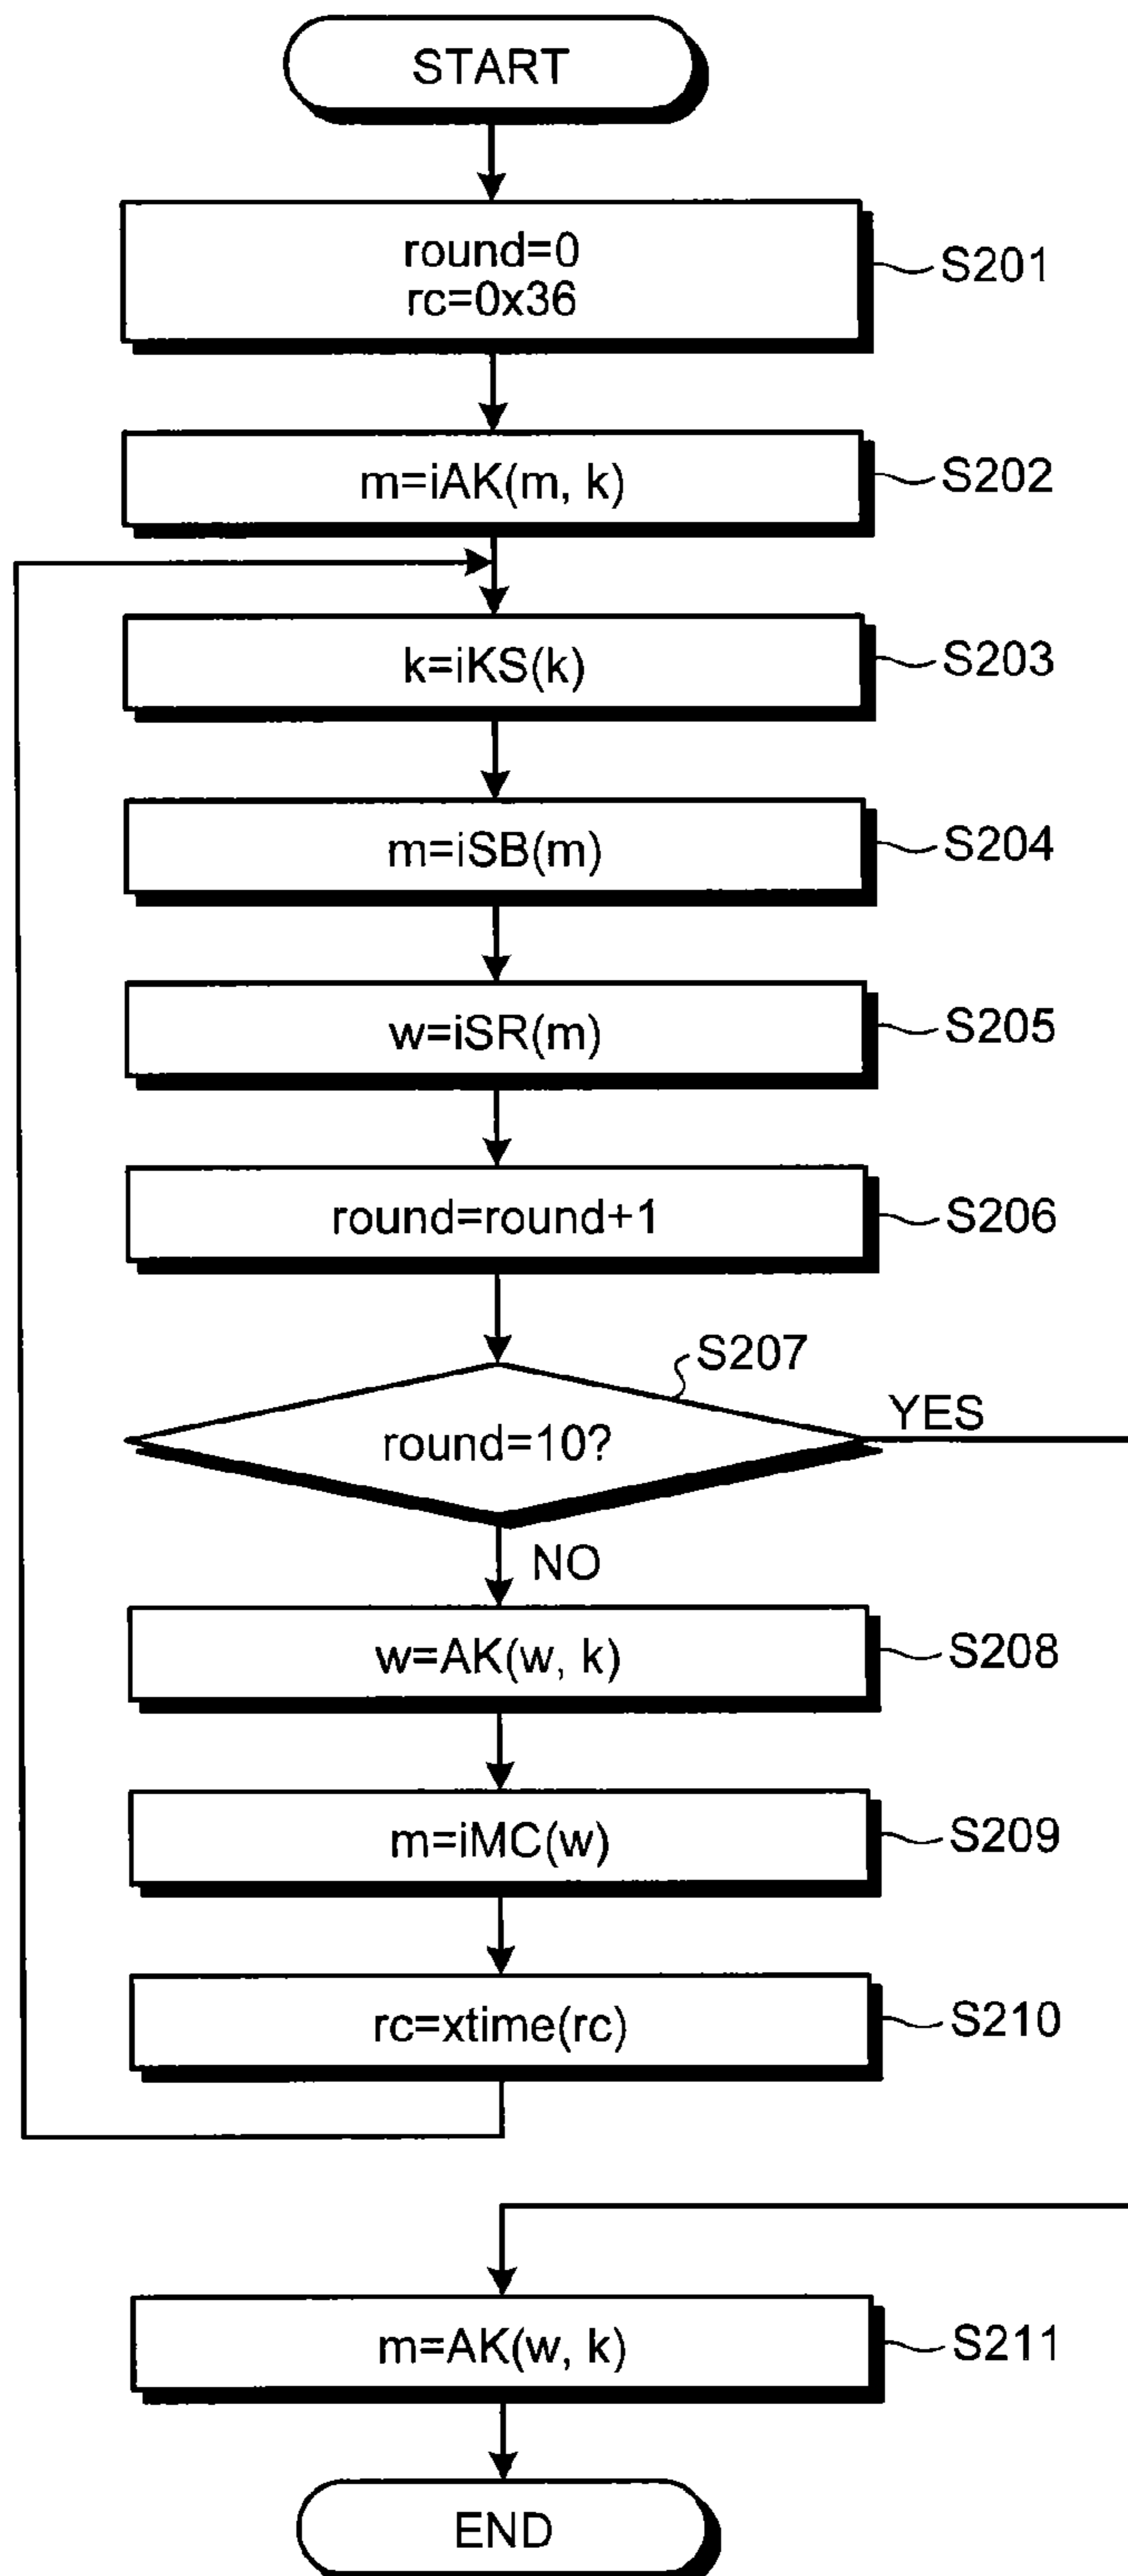 START
round=0
rc=0x36
S201
m=iAK(m, k)
S202
k=iKS(k)
S203
m=iSB(m)
S204
w=iSR(m)
S205
round=round+1
S206
S207
round=10?
YES
NO
w=AK(w, k)
S208
m=iMC(w)
S209
rc=xtime(rc)
S210
m=AK(w, k)
S211
END